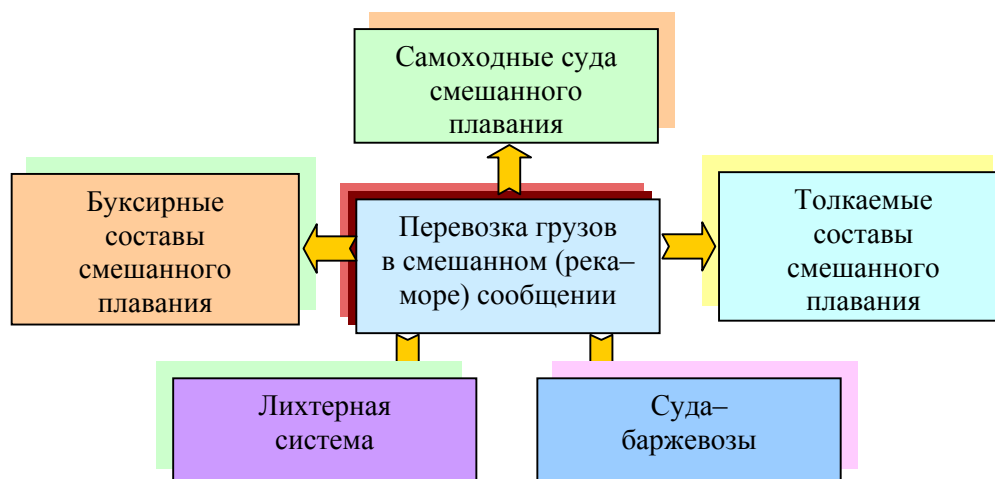 Самоходные суда
смешанного
плавания
Буксирные
составы
смешанного
плавания
Перевозка грузов
в смешанном (река–
море) сообщении
Толкаемые
составы
смешанного
плавания
Лихтерная
система
Суда–
баржевозы